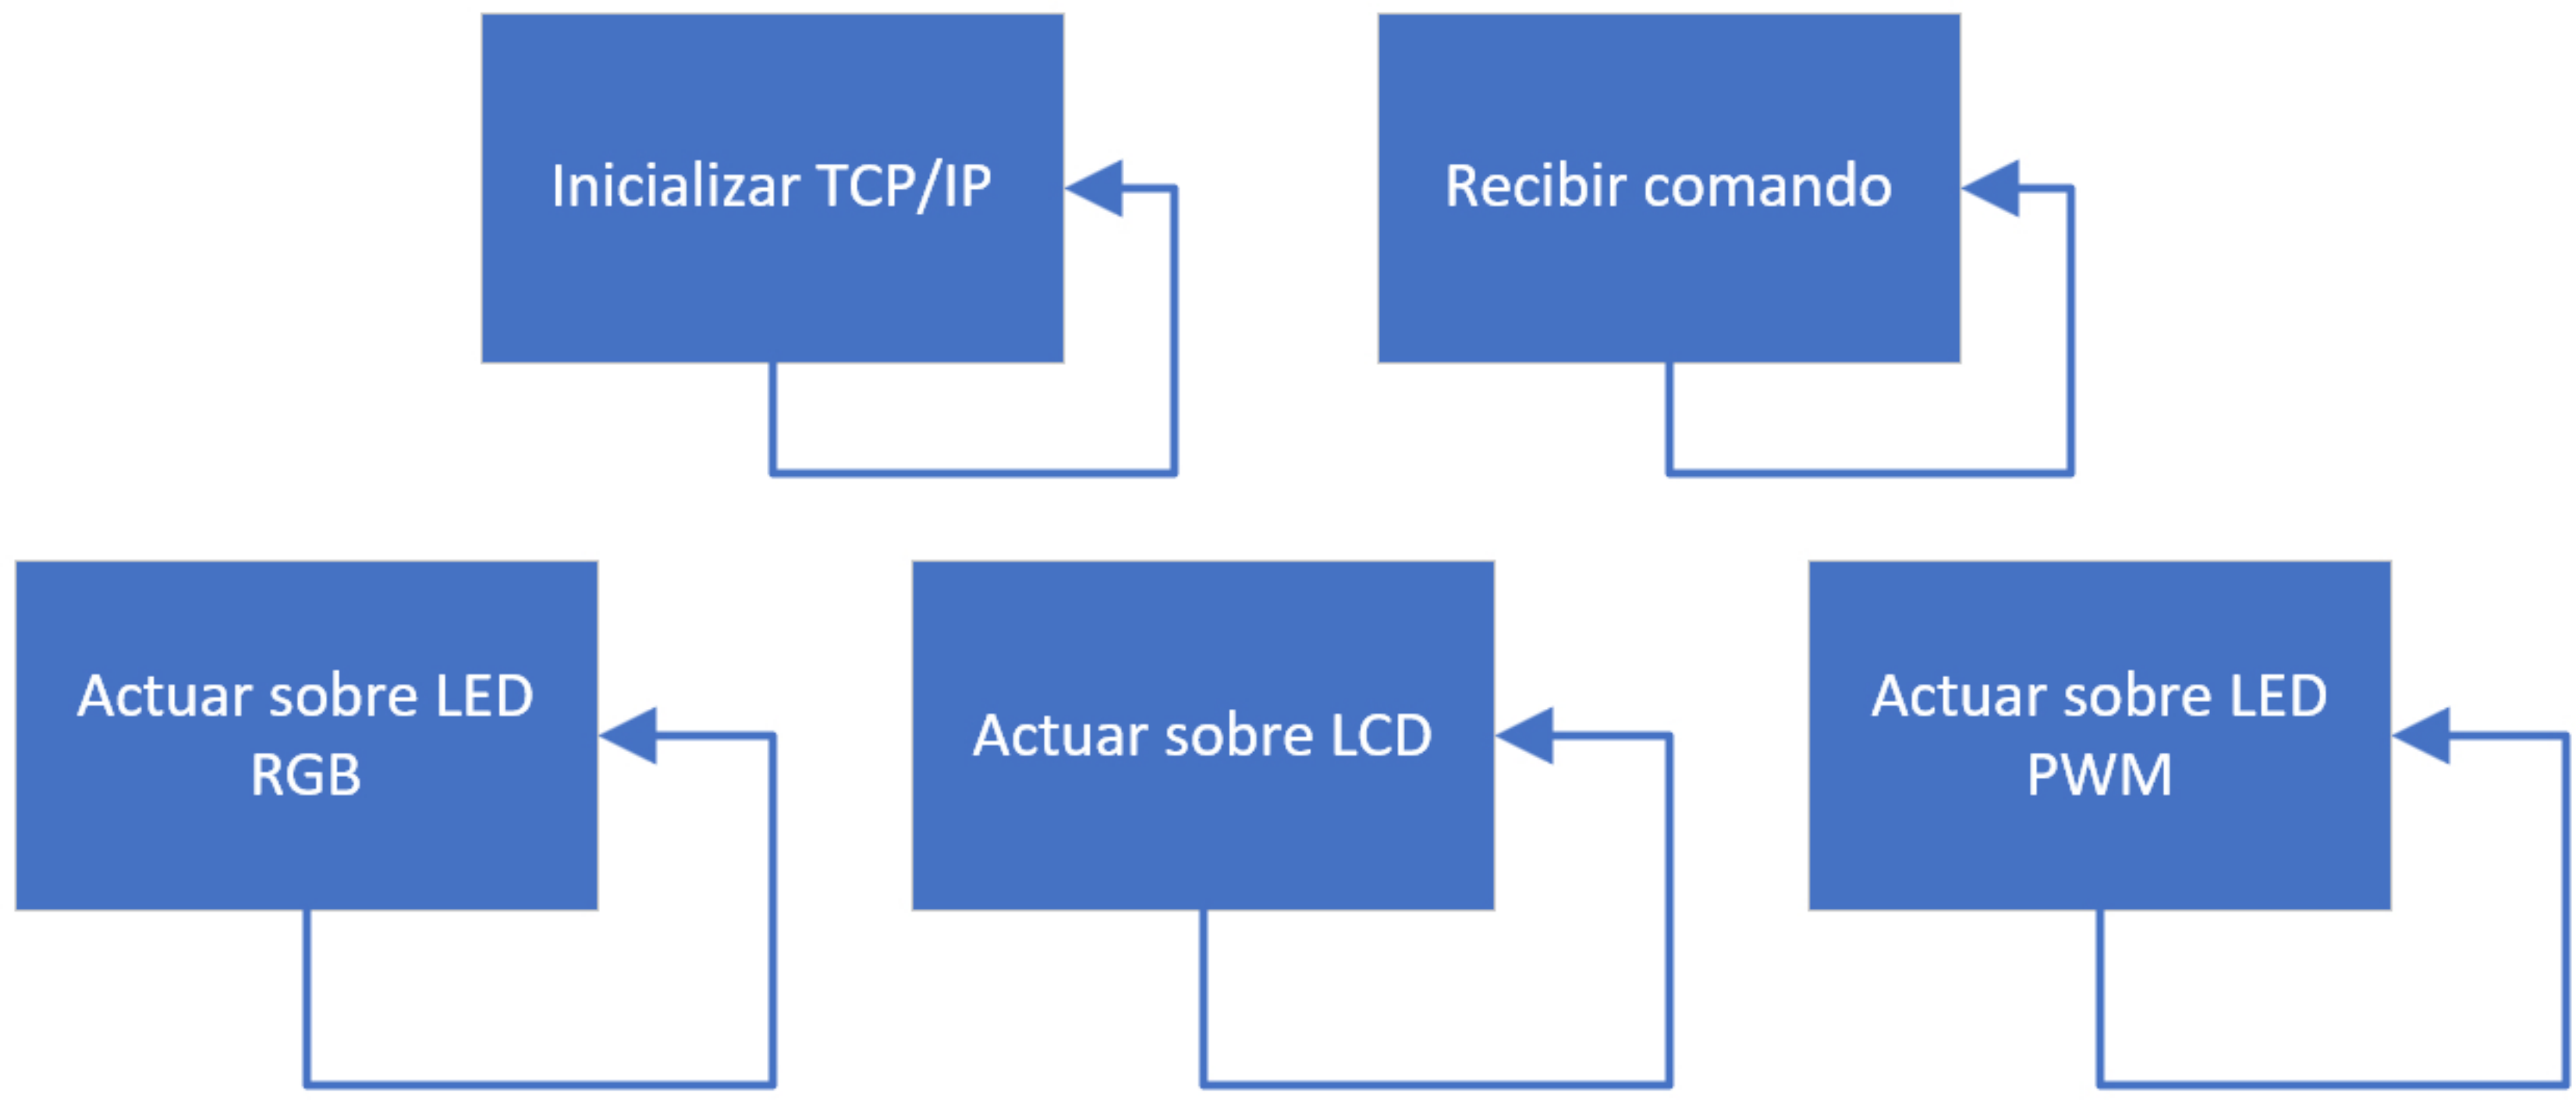 Inicializar TCP/IP
Recibir comando
Actuar sobre LED
RGB
Actuar sobre LCD
Actuar sobre LED
PWM